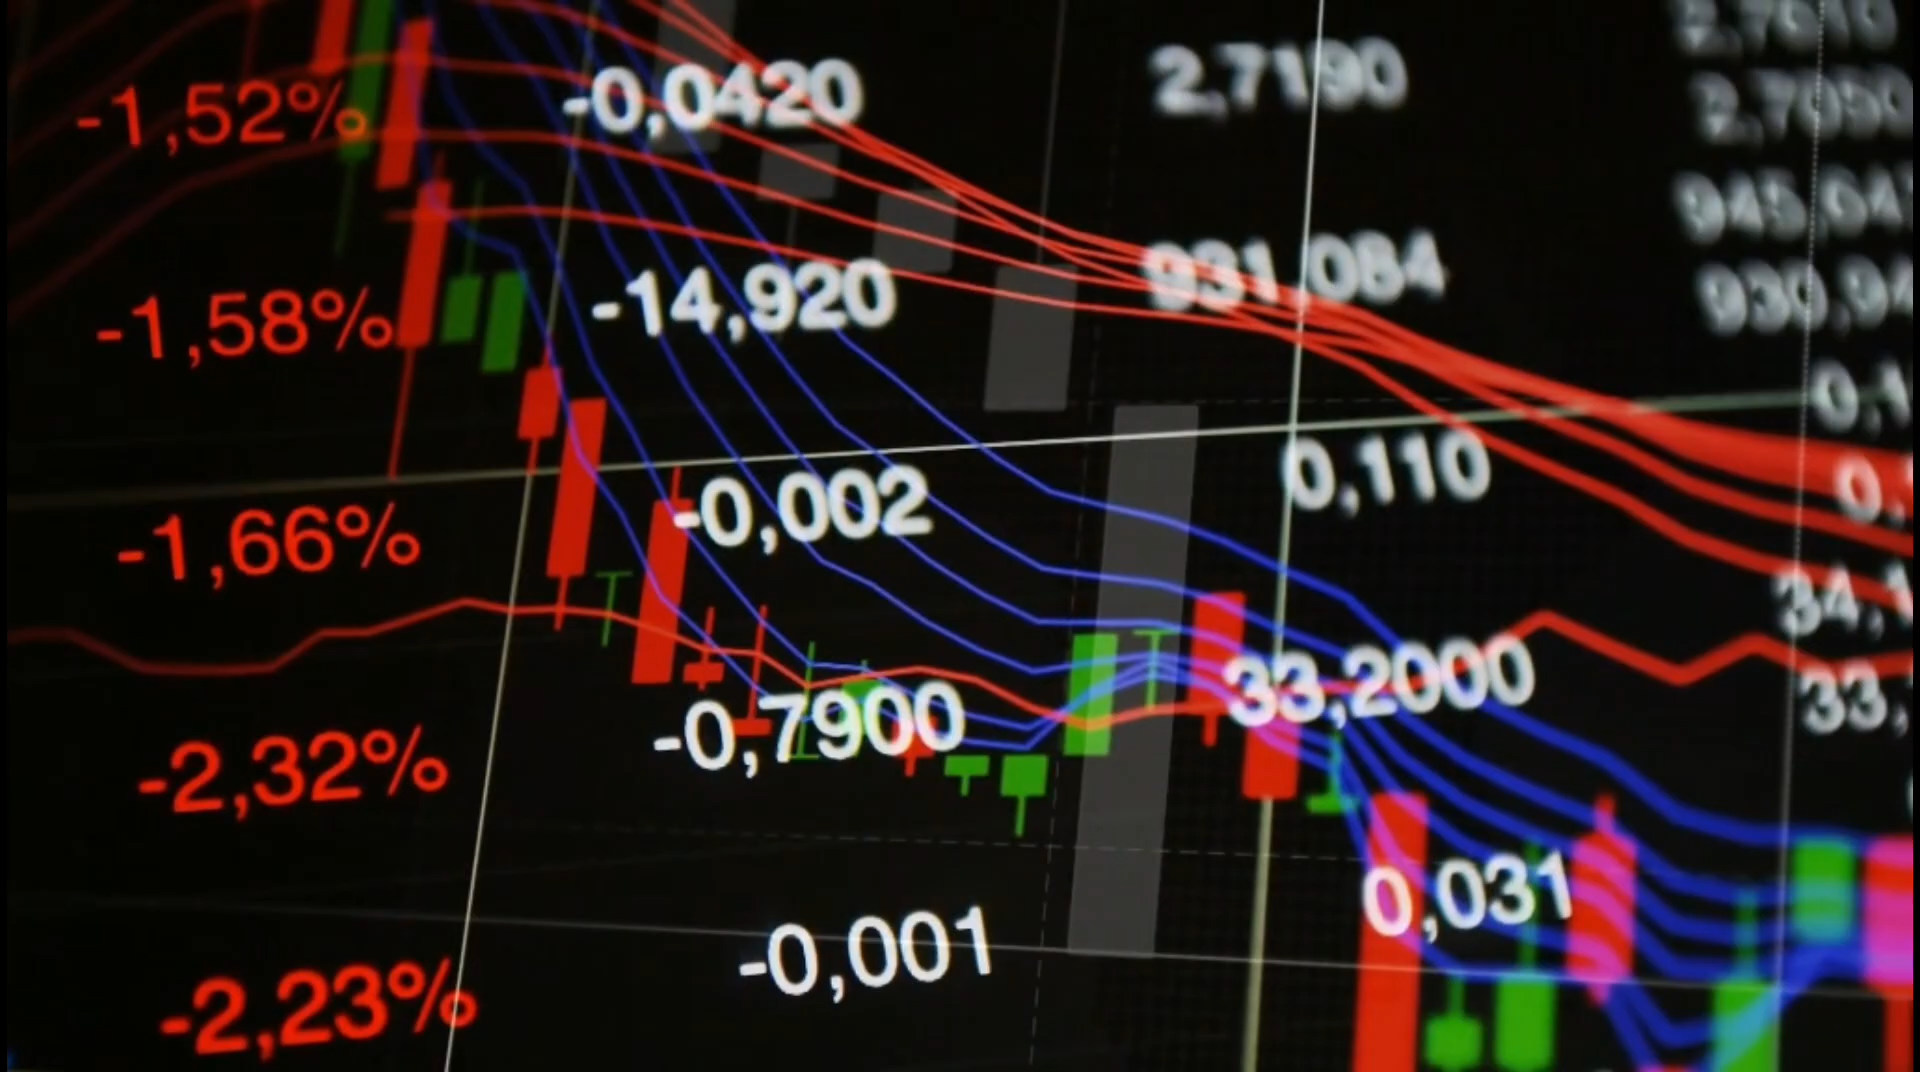 -1,52% -0,0420 2,7190
-1,58% -14,920 931,084
-1,66% -0,002 0,110
-2,32% -0,7900 33,2000
-2,23% -0,001 0,031